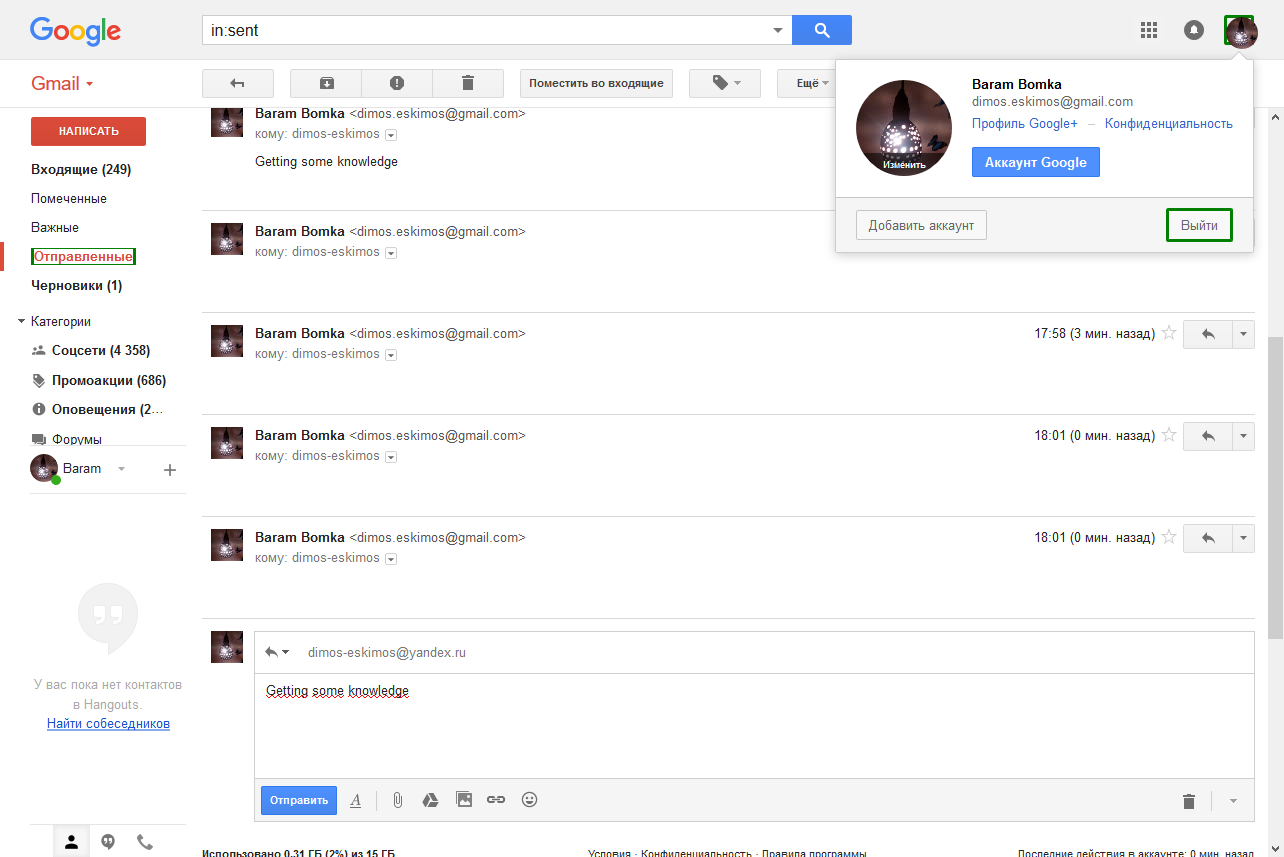 Google
in:sent
Gmail
Поместить во входящие
Ещё
Baram Bomka
dimos.eskimos@gmail.com
Профиль Google+ – Конфиденциальность
Изменить
Аккаунт Google
Добавить аккаунт
Выйти
НАПИСАТЬ
Входящие (249)
Помеченные
Важные
Отправленные
Черновики (1)
Категории
Соцсети (4 358)
Промоакции (686)
Оповещения (2…
Форумы
Baram
У вас пока нет контактов
в Hangouts.
Найти собеседников
Baram Bomka <dimos.eskimos@gmail.com>
кому: dimos-eskimos
Getting some knowledge
Baram Bomka <dimos.eskimos@gmail.com>
кому: dimos-eskimos
Baram Bomka <dimos.eskimos@gmail.com> 17:58 (3 мин. назад)
кому: dimos-eskimos
Baram Bomka <dimos.eskimos@gmail.com> 18:01 (0 мин. назад)
кому: dimos-eskimos
Baram Bomka <dimos.eskimos@gmail.com> 18:01 (0 мин. назад)
кому: dimos-eskimos
dimos-eskimos@yandex.ru
Getting some knowledge
Отправить A
Использовано 0,31 ГБ (2%) из 15 ГБ
Условия - Конфиденциальность - Правила программы
Последние действия в аккаунте: 0 мин. назад